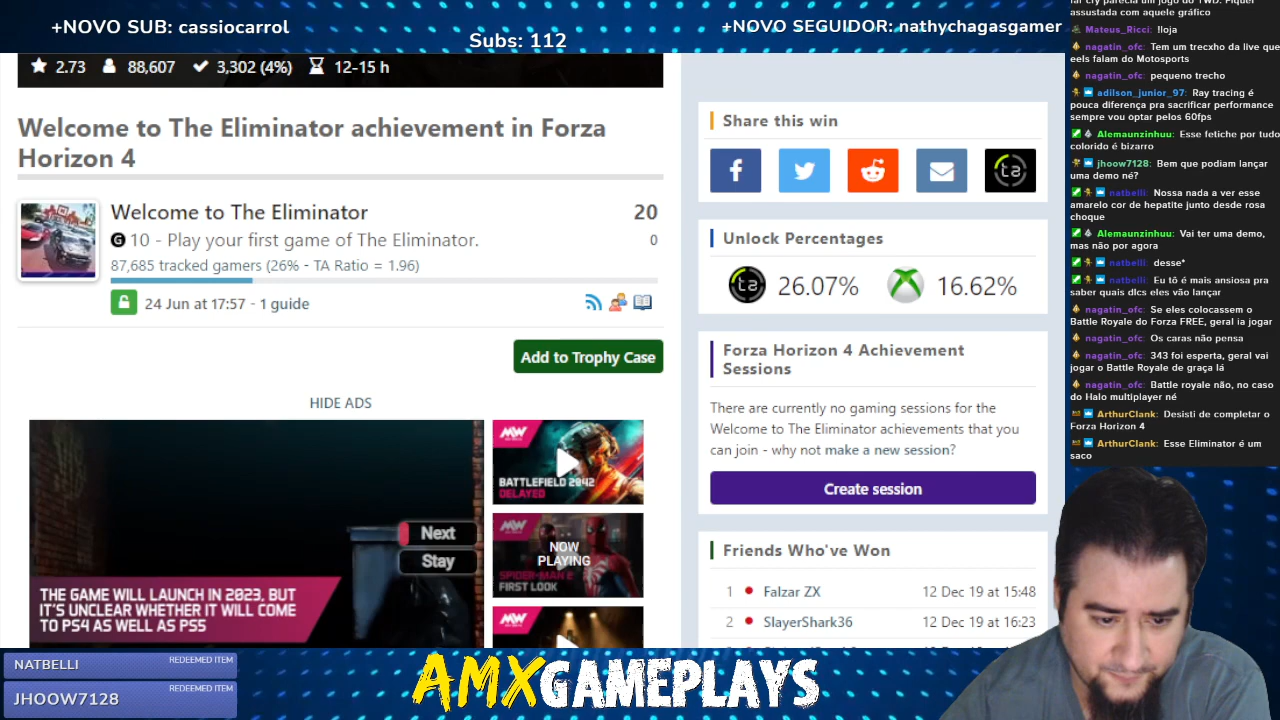 +NOVO SUB: cassiocarrol
Subs: 112
+NOVO SEGUIDOR: nathychagasgamer
2.73 88,607 3,302 (4%) 12-15 h
Welcome to The Eliminator achievement in Forza
Horizon 4
Welcome to The Eliminator
20
G 10 - Play your first game of The Eliminator.
0
87,685 tracked gamers (26% - TA Ratio = 1.96)
24 Jun at 17:57 - 1 guide
Add to Trophy Case
HIDE ADS
Next
Stay
THE GAME WILL LAUNCH IN 2023, BUT
IT'S UNCLEAR WHETHER IT WILL COME
TO PS4 AS WELL AS PS5
MW
BATTLEFIELD 2042
DELAYED
MW
NOW
PLAYING
SPIDER-MAN 2
FIRST LOOK
MW
Share this win
ta
Unlock Percentages
ta 26.07% 16.62%
Forza Horizon 4 Achievement
Sessions
There are currently no gaming sessions for the
Welcome to The Eliminator achievements that you
can join - why not make a new session?
Create session
Friends Who've Won
1 Falzar ZX 12 Dec 19 at 15:48
2 SlayerShark36 12 Dec 19 at 16:23
assustada com aquele gráfico
Mateus_Ricci: !loja
nagatin_ofc: Tem um trecxho da live que
eels falam do Motosports
nagatin_ofc: pequeno trecho
adilson_junior_97: Ray tracing é
pouca diferença pra sacrificar performance
sempre vou optar pelos 60fps
Alemaunzinhuu: Esse fetiche por tudo
colorido é bizarro
jhoow7128: Bem que podiam lançar
uma demo né?
natbelli: Nossa nada a ver esse
amarelo cor de hepatite junto desde rosa
choque
Alemaunzinhuu: Vai ter uma demo,
mas não por agora
natbelli: desse*
natbelli: Eu tô é mais ansiosa pra
saber quais dlcs eles vão lançar
nagatin_ofc: Se eles colocassem o
Battle Royale do Forza FREE, geral ia jogar
nagatin_ofc: Os caras não pensa
nagatin_ofc: 343 foi esperta, geral vai
jogar o Battle Royale de graça lá
nagatin_ofc: Battle royale não, no caso
do Halo multiplayer né
ArthurClank: Desisti de completar o
Forza Horizon 4
ArthurClank: Esse Eliminator é um
saco
NATBELLI REDEEMED ITEM
JHOOW7128 REDEEMED ITEM
AMXGAMEPLAYS